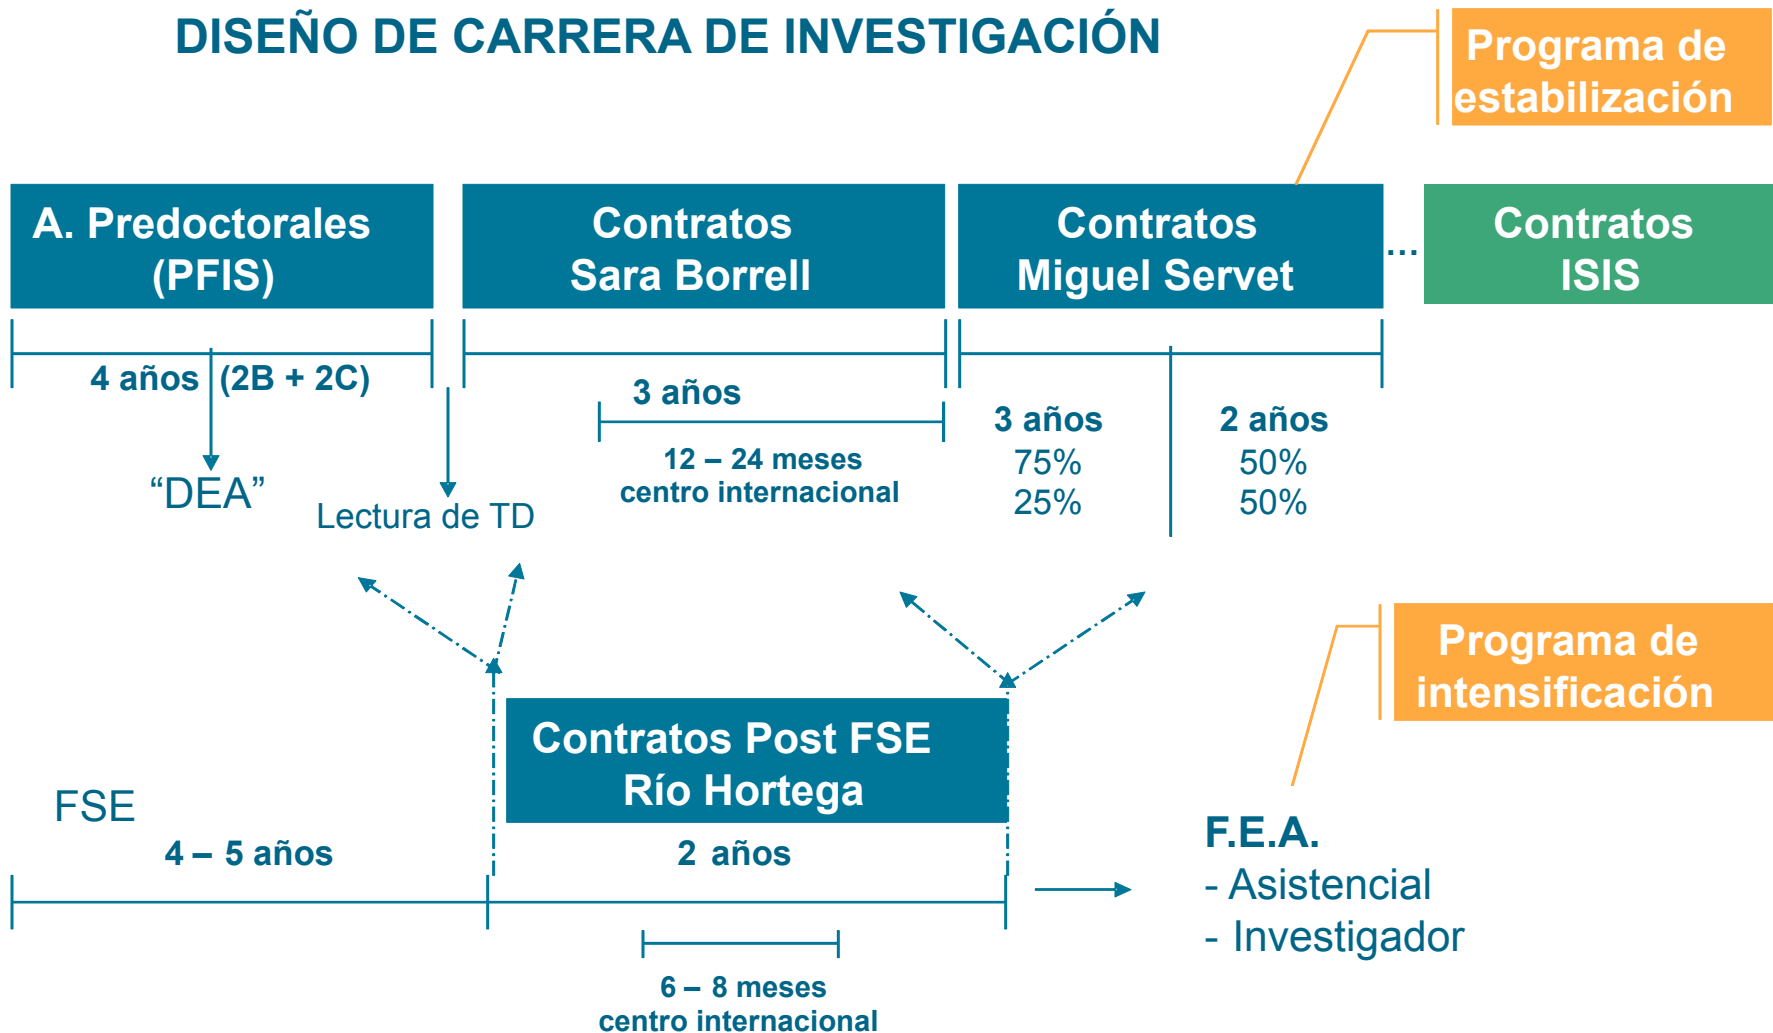 DISEÑO DE CARRERA DE INVESTIGACIÓN
Programa de
estabilización
A. Predoctorales
(PFIS)
Contratos
Sara Borrell
Contratos
Miguel Servet
...
Contratos
ISIS
4 años (2B + 2C)
“DEA”
Lectura de TD
3 años
12 – 24 meses
centro internacional
3 años
75%
25%
2 años
50%
50%
Programa de
intensificación
Contratos Post FSE
Río Hortega
FSE
4 – 5 años
2 años
6 – 8 meses
centro internacional
F.E.A.
- Asistencial
- Investigador